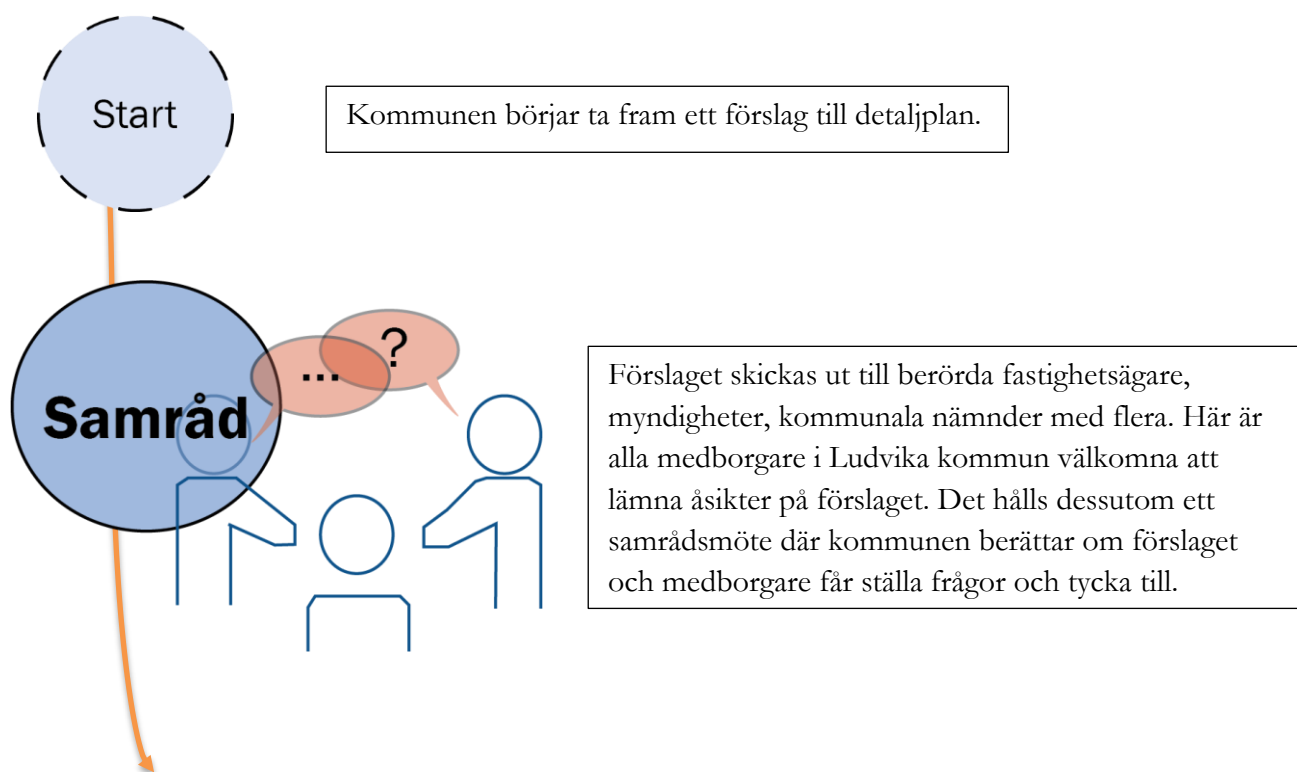 Start
Kommunen börjar ta fram ett förslag till detaljplan.
...
?
Samråd
Förslaget skickas ut till berörda fastighetsägare,
myndigheter, kommunala nämnder med flera. Här är
alla medborgare i Ludvika kommun välkomna att
lämna åsikter på förslaget. Det hålls dessutom ett
samrådsmöte där kommunen berättar om förslaget
och medborgare får ställa frågor och tycka till.